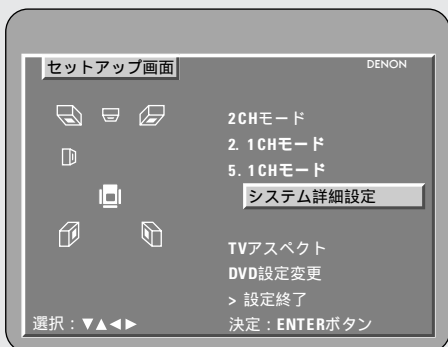 セットアップ画面
DENON
2CHモード
2. 1CHモード
5. 1CHモード
システム詳細設定
TVアスペクト
DVD設定変更
> 設定終了
選択：▼▲◀▶
決定：ENTERボタン